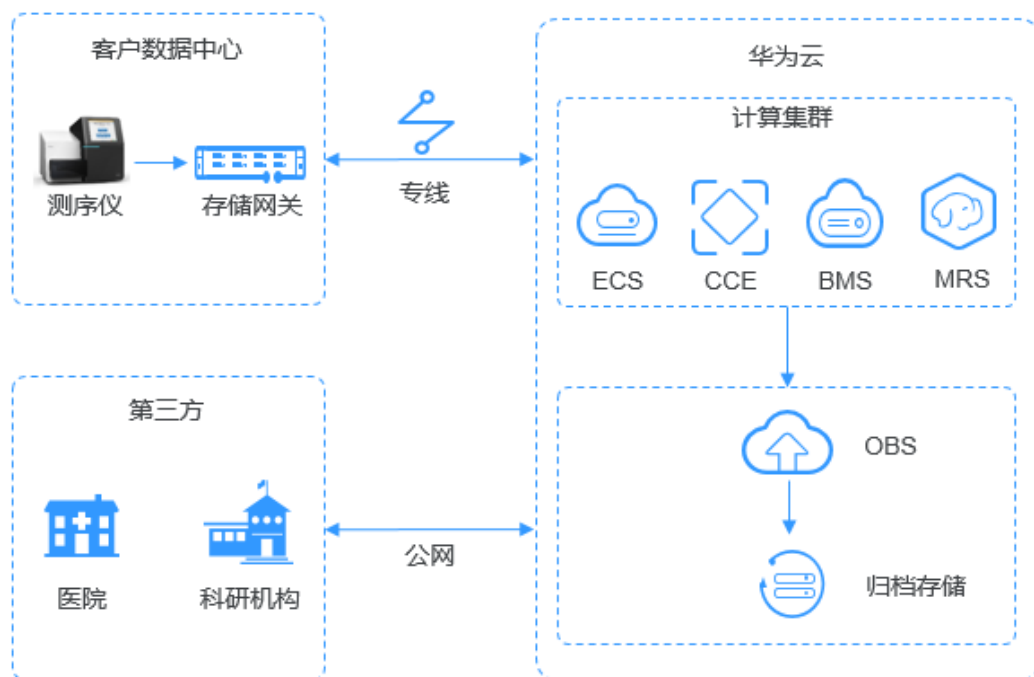 客户数据中心
测序仪
存储网关
专线
华为云
计算集群
ECS
CCE
BMS
MRS
第三方
医院
科研机构
公网
OBS
归档存储